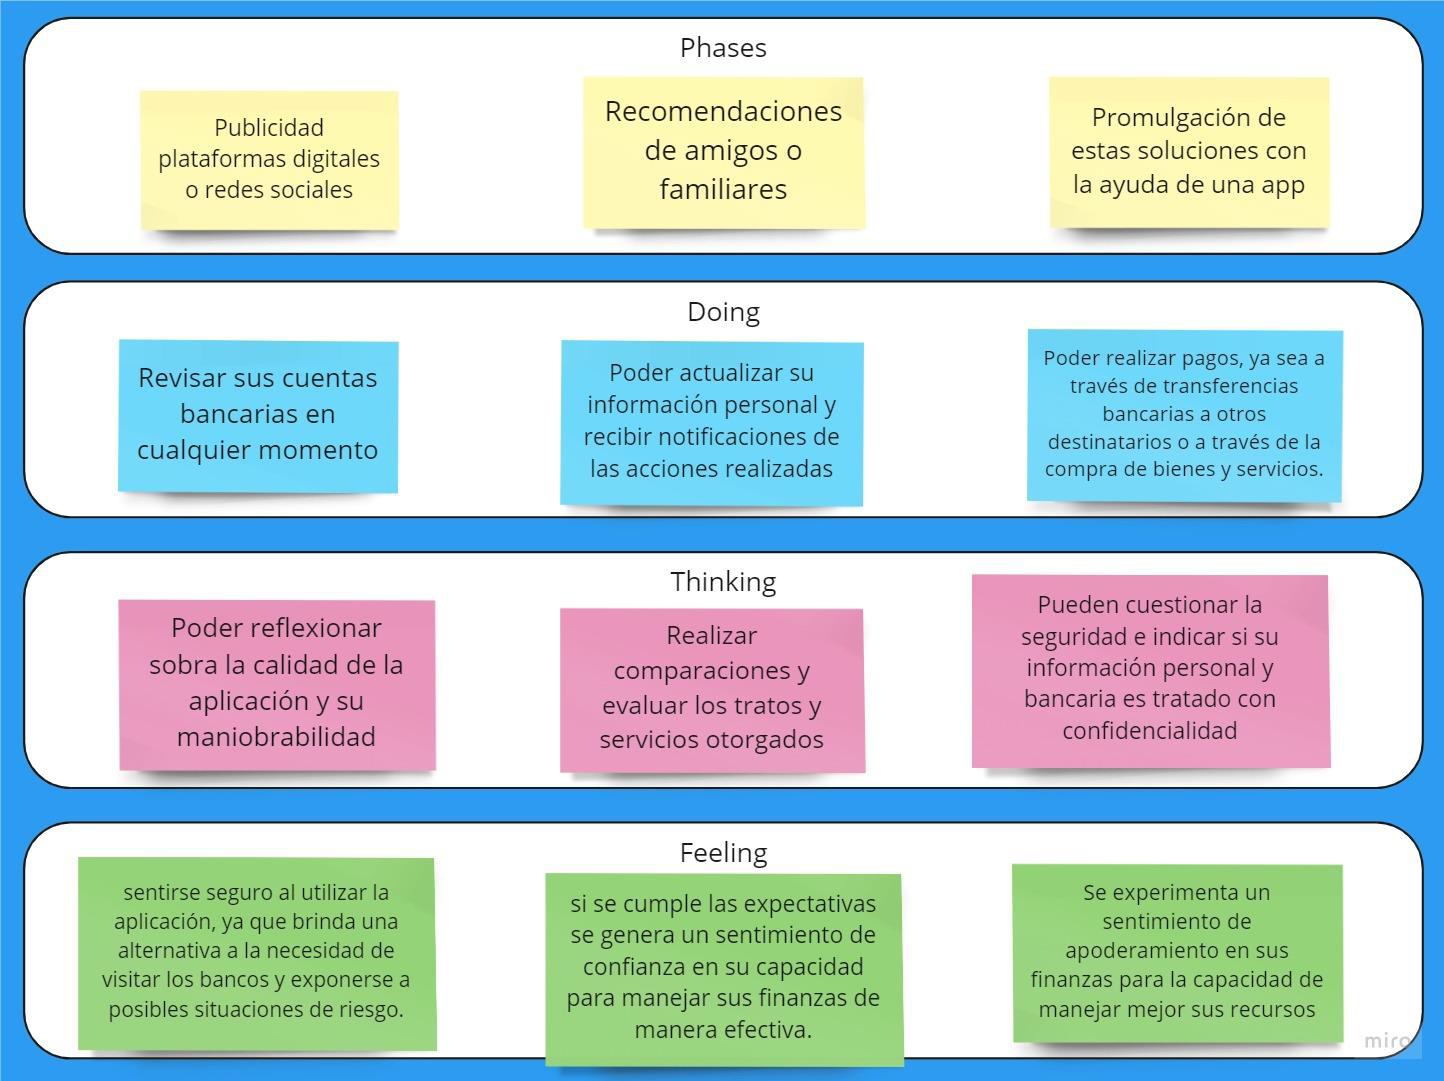 Phases
Publicidad
plataformas digitales
o redes sociales
Recomendaciones
de amigos o
familiares
Promulgación de
estas soluciones con
la ayuda de una app
Doing
Revisar sus cuentas
bancarias en
cualquier momento
Poder actualizar su
información personal y
recibir notificaciones de
las acciones realizadas
Poder realizar pagos, ya sea a
través de transferencias
bancarias a otros
destinatarios o a través de la
compra de bienes y servicios.
Thinking
Poder reflexionar
sobra la calidad de la
aplicación y su
maniobrabilidad
Realizar
comparaciones y
evaluar los tratos y
servicios otorgados
Pueden cuestionar la
seguridad e indicar si su
información personal y
bancaria es tratado con
confidencialidad
Feeling
sentirse seguro al utilizar la
aplicación, ya que brinda una
alternativa a la necesidad de
visitar los bancos y exponerse a
posibles situaciones de riesgo.
si se cumple las expectativas
se genera un sentimiento de
confianza en su capacidad
para manejar sus finanzas de
manera efectiva.
Se experimenta un
sentimiento de
apoderamiento en sus
finanzas para la capacidad de
manejar mejor sus recursos
miro